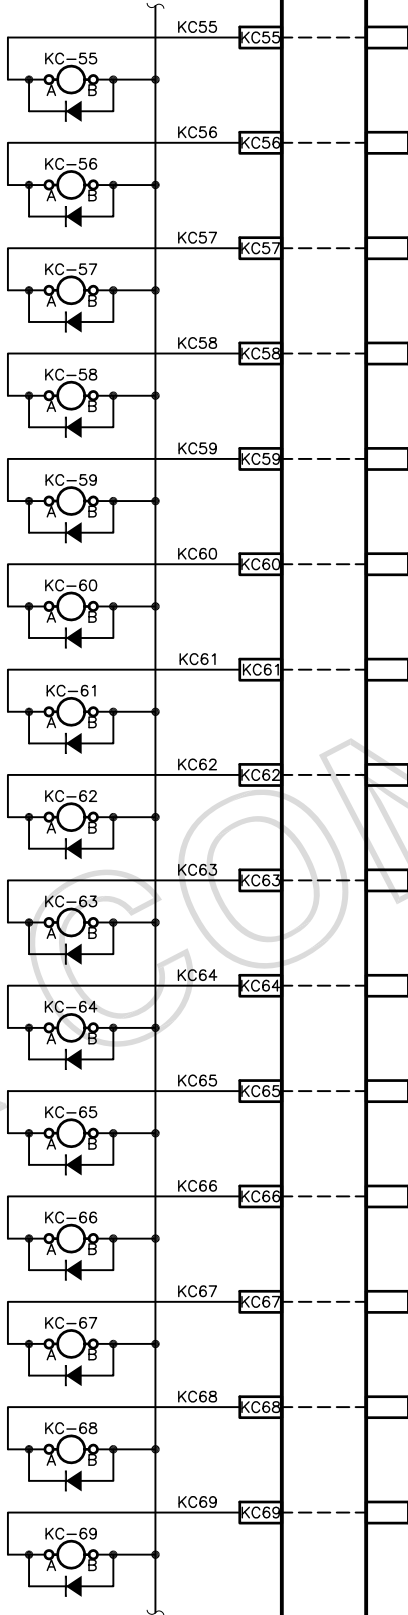 KC55
KC55
KC-55
A B
KC56
KC56
KC-56
A B
KC57
KC57
KC-57
A B
KC58
KC58
KC-58
A B
KC59
KC59
KC-59
A B
KC60
KC60
KC-60
A B
KC61
KC61
KC-61
A B
KC62
KC62
KC-62
A B
KC63
KC63
KC-63
A B
KC64
KC64
KC-64
A B
KC65
KC65
KC-65
A B
KC66
KC66
KC-66
A B
KC67
KC67
KC-67
A B
KC68
KC68
KC-68
A B
KC69
KC69
KC-69
A B